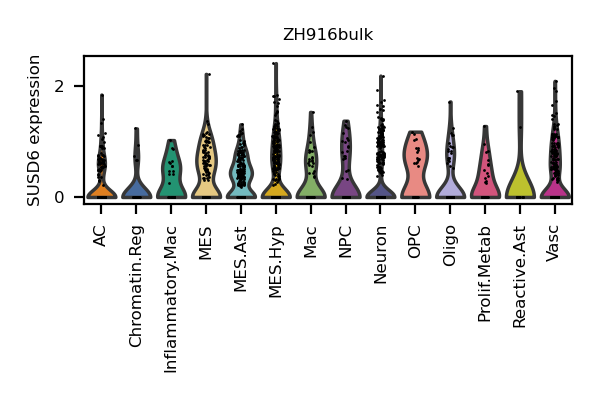 ZH916bulk
SUSD6 expression
2
0
AC
Chromatin.Reg
Inflammatory.Mac
MES
MES.Ast
MES.Hyp
Mac
NPC
Neuron
OPC
Oligo
Prolif.Metab
Reactive.Ast
Vasc